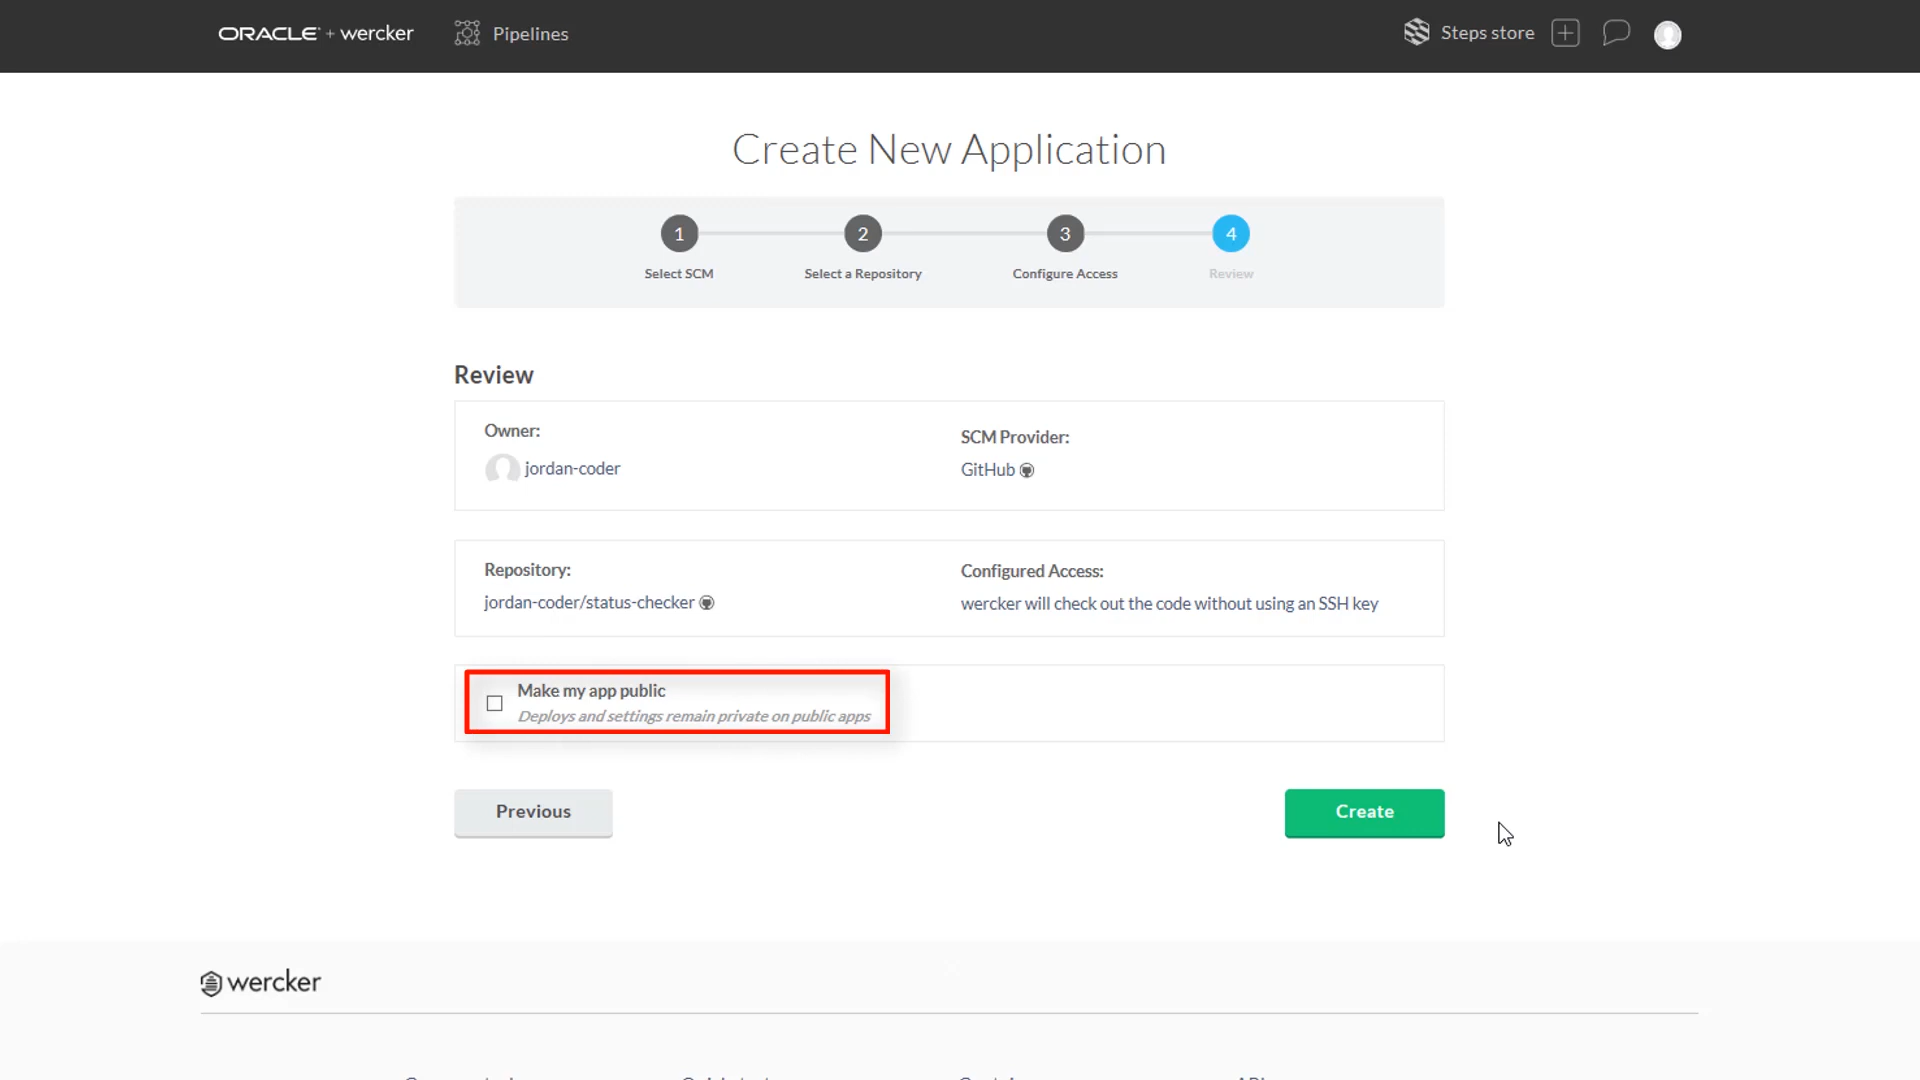 ORACLE + wercker
Pipelines
Steps store
Create New Application
1
2
3
4
Select SCM
Select a Repository
Configure Access
Review
Review
Owner:
SCM Provider:
jordan-coder
GitHub
Repository:
Configured Access:
jordan-coder/status-checker
wercker will check out the code without using an SSH key
Make my app public
Deploys and settings remain private on public apps
Previous
Create
wercker